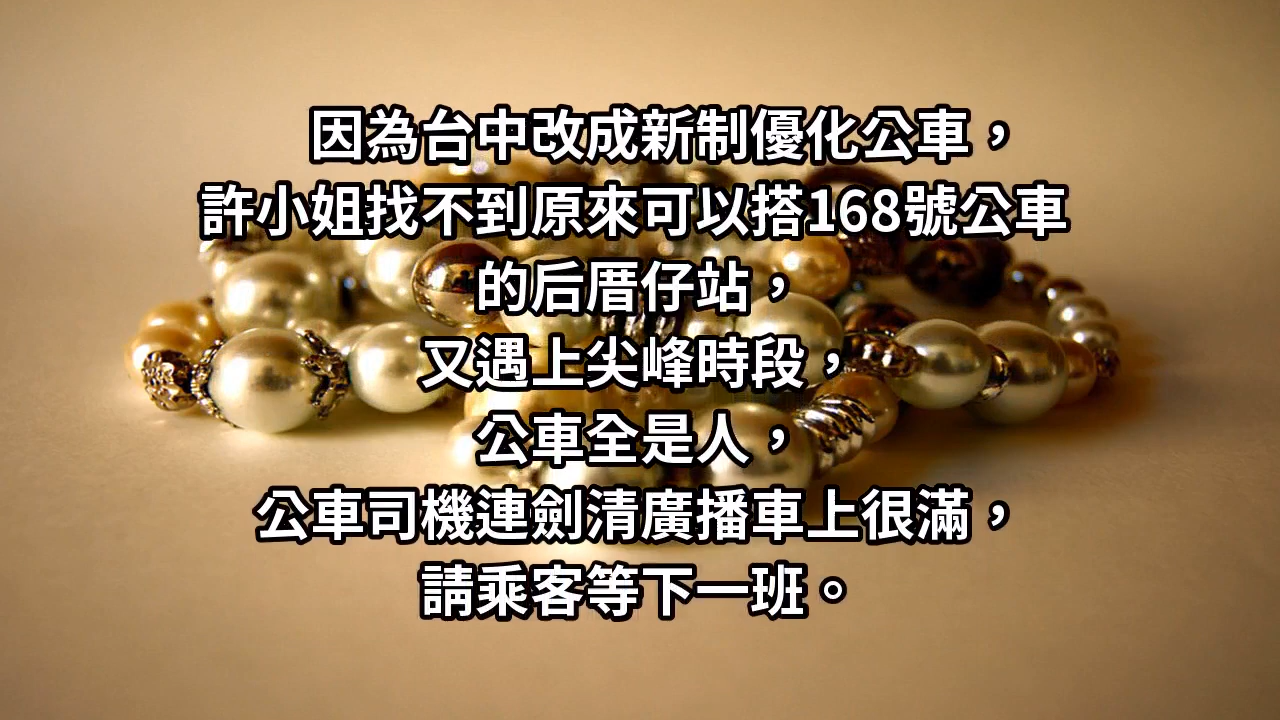 因為台中改成新制優化公車，
許小姐找不到原來可以搭168號公車
的后厝仔站，
又遇上尖峰時段，
公車全是人，
公車司機連劍清廣播車上很滿，
請乘客等下一班。